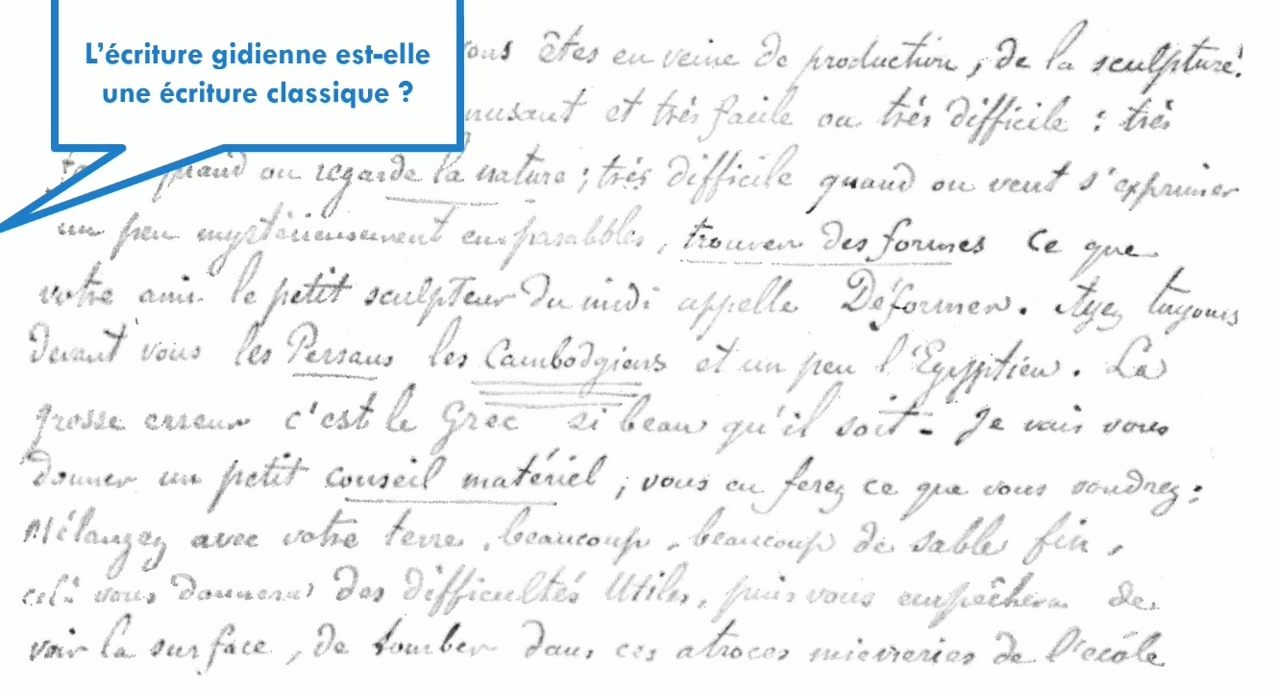 L'écriture gidienne est-elle
une écriture classique ?
vous êtes en veine de production, de la sculpture.
et très facile ou très difficile : très
quand on regarde la nature ; très difficile quand on veut s'exprimer
un peu mystérieusement en parabbles, trouver des formes Ce que
votre ami le petit sculpteur du midi appelle Déformer. Ayez toujours
devant vous les Persans les Cambodgiens et un peu l'Egyptien. La
grosse erreur c'est le Grec si beau qu'il soit - Je vais vous
donner un petit conseil matériel, vous en ferez ce que vous voudrez :
Mélangez avec votre terre, beaucoup, beaucoup de sable fin,
celà vous donnera des difficultés Utiles, puis vous empêchera de
voir la surface, de tomber dans ces atroces mievreries de l'ecóle